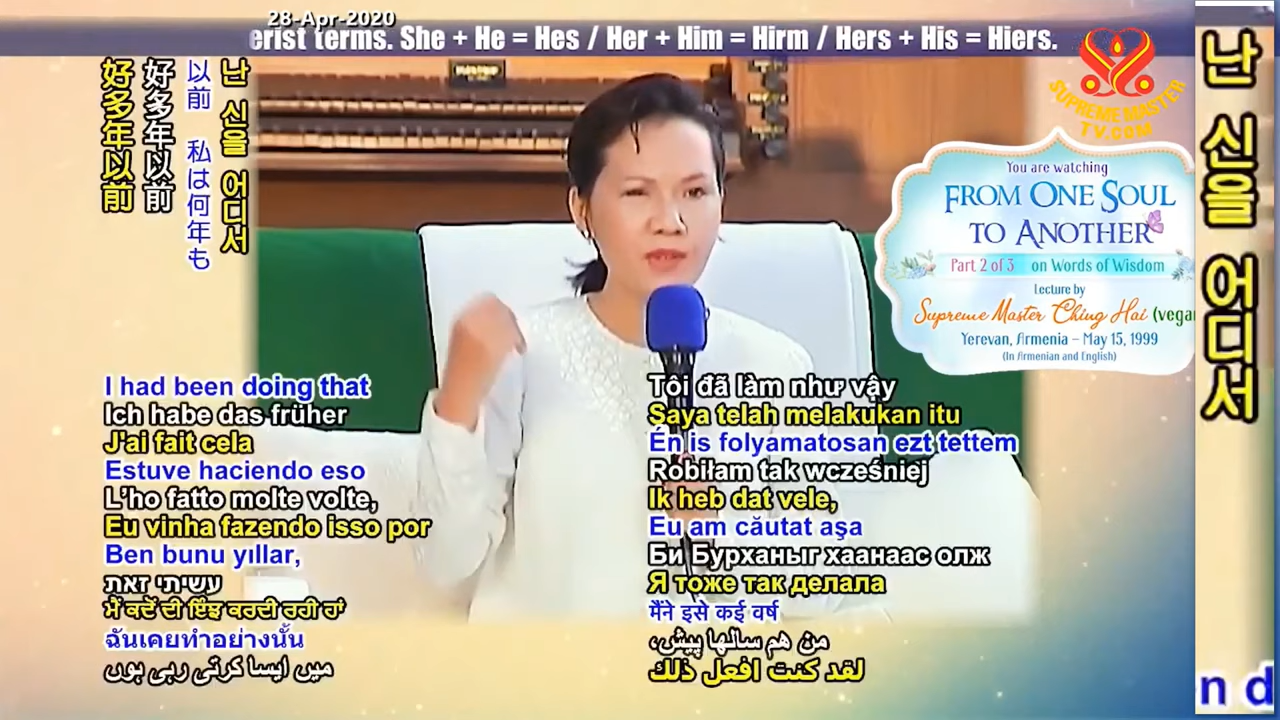 28-Apr-2020
erist terms. She + He = Hes / Her + Him = Hirm / Hers + His = Hiers.
SUPREME MASTER
TV.COM
You are watching
FROM ONE SOUL
TO ANOTHER
Part 2 of 3 on Words of Wisdom
Lecture by
Supreme Master Ching Hai (vegan
Yerevan, Armenia – May 15, 1999
(In Armenian and English)
好多年以前
好多年以前
以前 私は何年も
난 신을 어디서
난 신을 어디서
I had been doing that
Ich habe das früher
J'ai fait cela
Estuve haciendo eso
L'ho fatto molte volte,
Eu vinha fazendo isso por
Ben bunu yıllar,
עשיתי זאת
ਮੈਂ ਕਦੋਂ ਦੀ ਇੰਝ ਕਰਦੀ ਰਹੀ ਹਾਂ
ฉันเคยทำอย่างนั้น
میں ایسا کرتی رہی ہوں
Tôi đã làm như vậy
Saya telah melakukan itu
Én is folyamatosan ezt tettem
Robiłam tak wcześniej
Ik heb dat vele,
Eu am căutat aşa
Би Бурханыг хаанаас олж
Я тоже так делала
मैंने इसे कई वर्ष
من هم سالها پیش،
لقد كنت افعل ذلك
n d